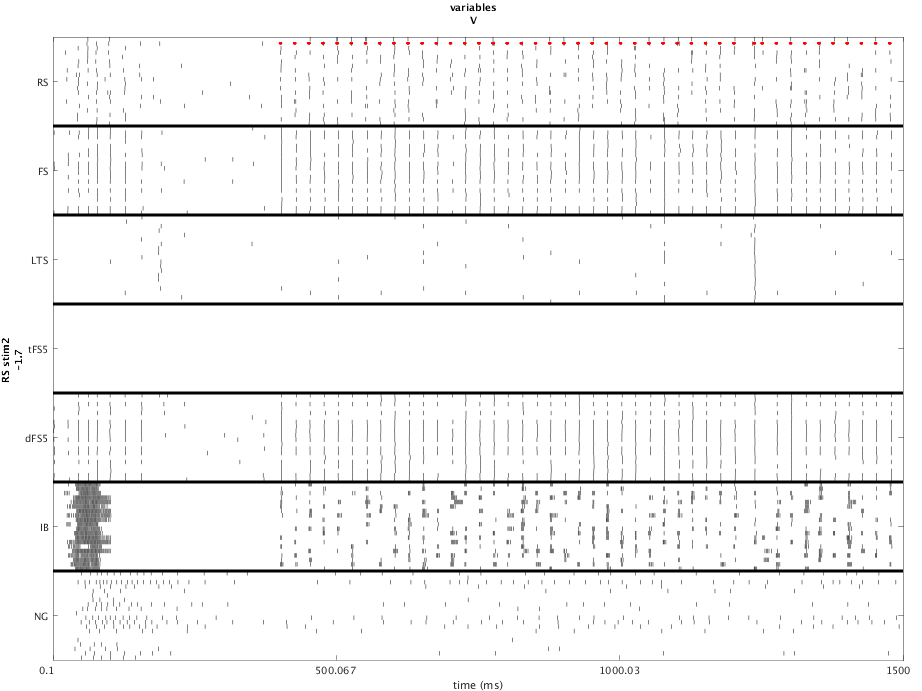 variables
V
RS
FS
LTS
tFS5
dFS5
IB
NG
RS stim2
-1.7
0.1
500.067
1000.03
1500
time (ms)